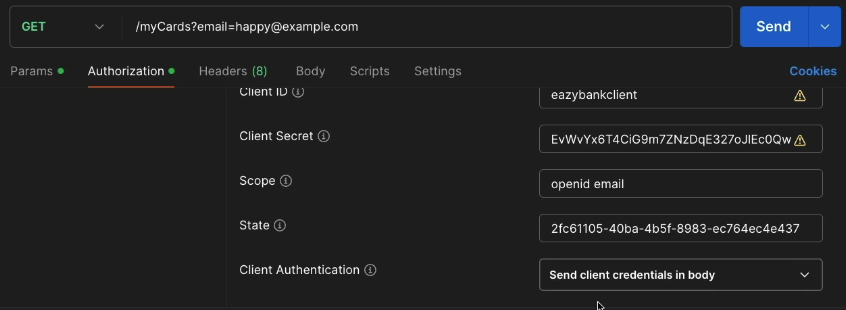 GET /myCards?email=happy@example.com Send
Params Authorization Headers (8) Body Scripts Settings Cookies
Client ID eazybankclient
Client Secret EvWvYx6T4CiG9m7ZNzDqE327oJIEc0Qw
Scope openid email
State 2fc61105-40ba-4b5f-8983-ec764ec4e437
Client Authentication Send client credentials in body